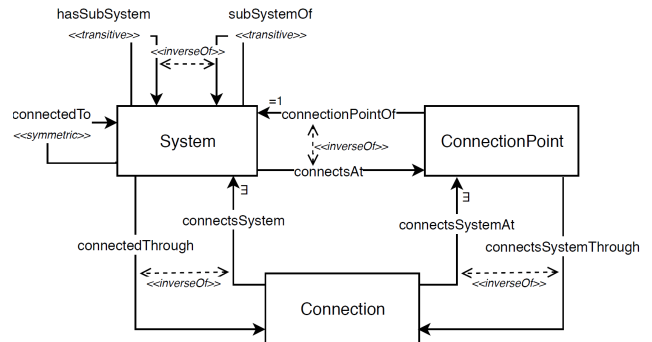 hasSubSystem
subSystemOf
<<transitive>>
<<transitive>>
<<inverseOf>>
=1
connectedTo
connectionPointOf
<<symmetric>>
System
ConnectionPoint
<<inverseOf>>
connectsAt
∃
∃
connectsSystem
connectsSystemAt
connectedThrough
connectsSystemThrough
<<inverseOf>>
<<inverseOf>>
Connection